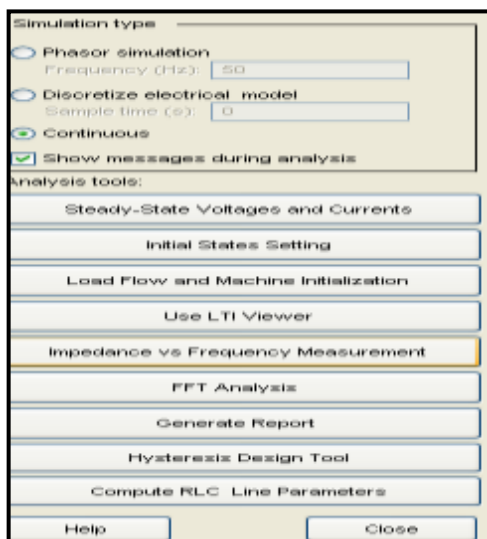 Simulation type
Phasor simulation
Frequency (Hz): 50
Discretize electrical model
Sample time (s): 0
Continuous
Show messages during analysis
Analysis tools:
Steady-State Voltages and Currents
Initial States Setting
Load Flow and Machine Initialization
Use LTI Viewer
Impedance vs Frequency Measurement
FFT Analysis
Generate Report
Hysteresis Design Tool
Compute RLC Line Parameters
Help Close